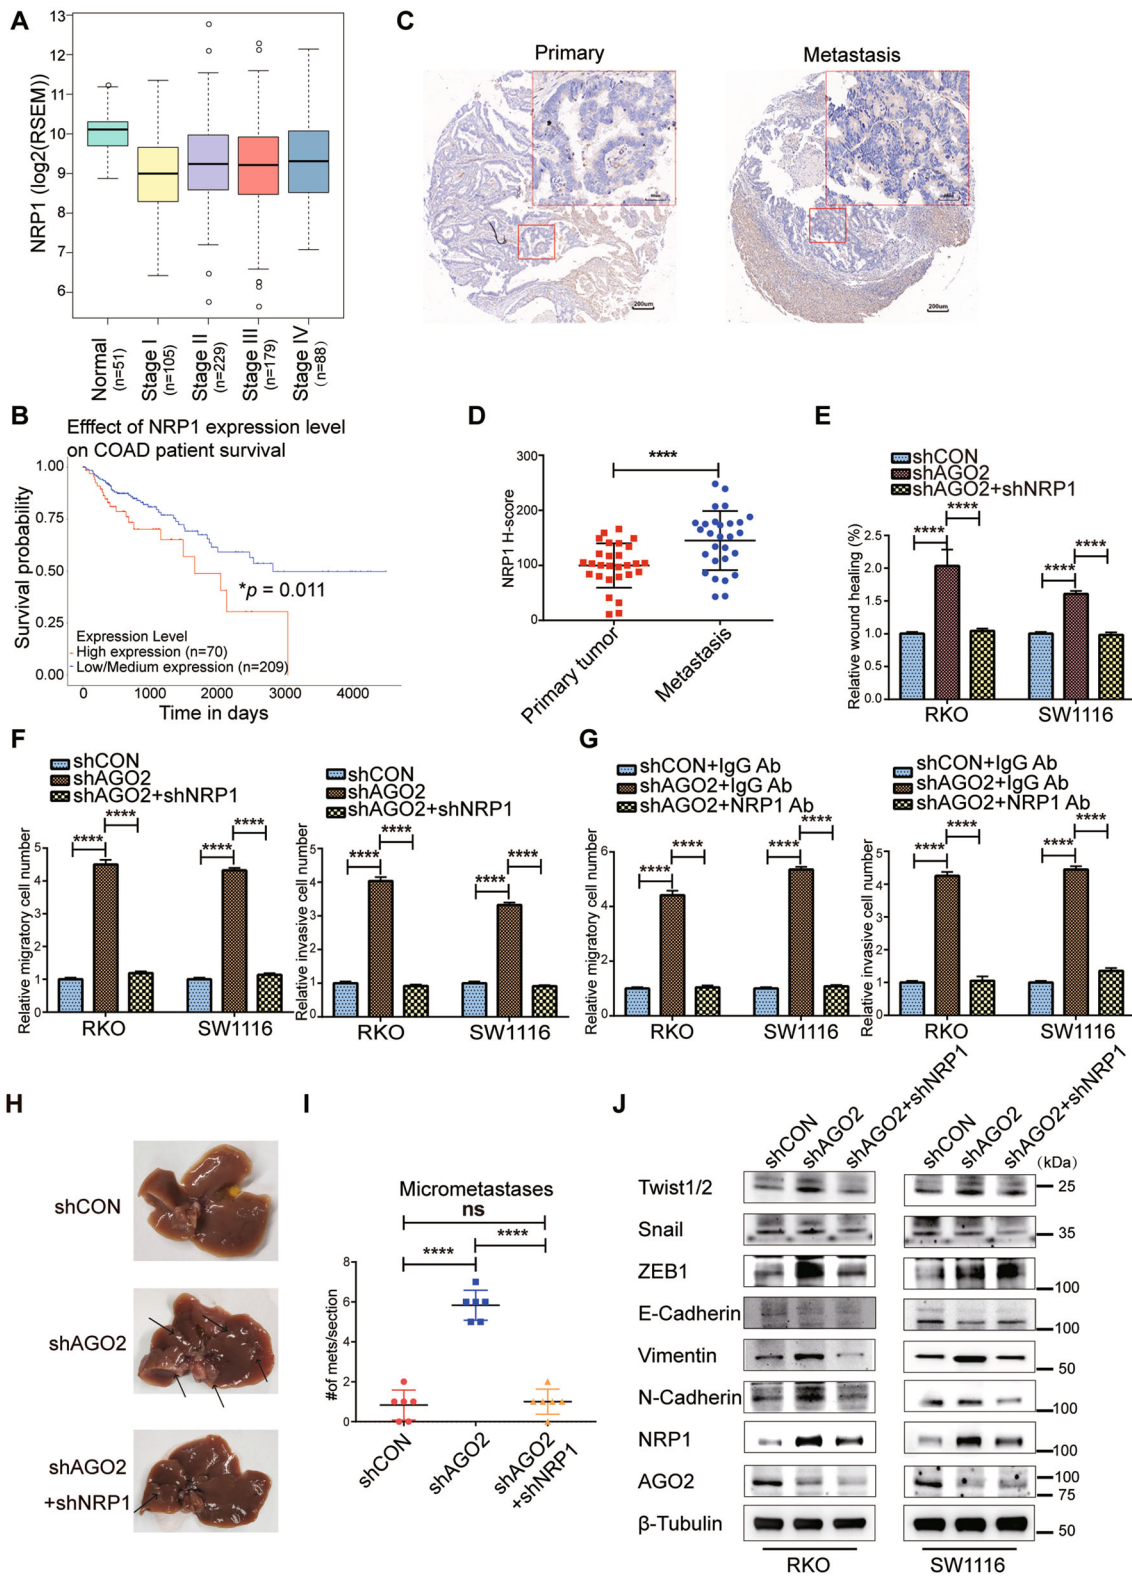 A
NRP1 (log2(RSEM))
13
12
11
10
9
8
7
6
Normal
(n=51)
Stage I
(n=105)
Stage II
(n=229)
Stage III
(n=179)
Stage IV
(n=88)
C
Primary
Metastasis
200um
200um
B
Efffect of NRP1 expression level
on COAD patient survival
Survival probability
1.00
0.75
0.50
0.25
0.00
*p = 0.011
Expression Level
High expression (n=70)
Low/Medium expression (n=209)
0
1000
2000
3000
4000
Time in days
D
****
NRP1 H-score
300
200
100
0
Primary tumor
Metastasis
E
shCON
shAGO2
shAGO2+shNRP1
Relative wound healing (%)
2.5
2.0
1.5
1.0
0.5
0.0
****
****
****
****
RKO
SW1116
F
shCON
shAGO2
shAGO2+shNRP1
Relative migratory cell number
5
4
3
2
1
0
****
****
****
****
RKO
SW1116
shCON
shAGO2
shAGO2+shNRP1
Relative invasive cell number
5
4
3
2
1
0
****
****
****
****
RKO
SW1116
G
shCON+IgG Ab
shAGO2+IgG Ab
shAGO2+NRP1 Ab
Relative migratory cell number
6
4
2
0
****
****
****
****
RKO
SW1116
shCON+IgG Ab
shAGO2+IgG Ab
shAGO2+NRP1 Ab
Relative invasive cell number
5
4
3
2
1
0
****
****
****
****
RKO
SW1116
H
shCON
shAGO2
shAGO2
+shNRP1
I
Micrometastases
ns
****
****
#of mets/section
8
6
4
2
0
shCON
shAGO2
shAGO2
+shNRP1
J
shCON
shAGO2
shAGO2+shNRP1
shCON
shAGO2
shAGO2+shNRP1
(kDa)
Twist1/2
25
Snail
35
ZEB1
100
E-Cadherin
100
Vimentin
50
N-Cadherin
100
NRP1
100
AGO2
100
75
β-Tubulin
50
RKO
SW1116